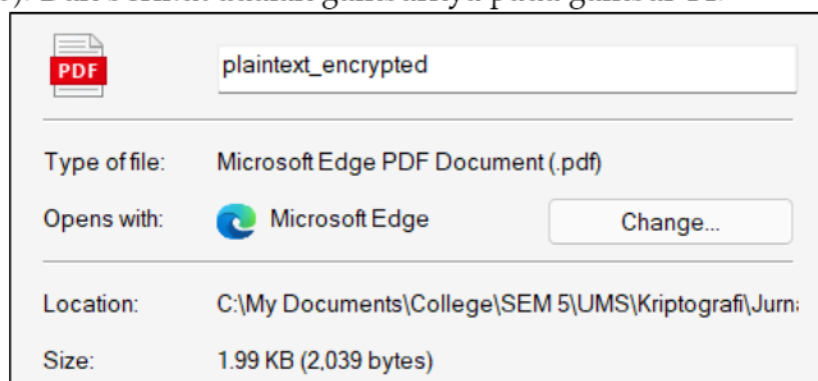 PDF
plaintext_encrypted
Type of file: Microsoft Edge PDF Document (.pdf)
Opens with: Microsoft Edge Change...
Location: C:\My Documents\College\SEM 5\UMS\Kriptografi\Jurn
Size: 1.99 KB (2,039 bytes)